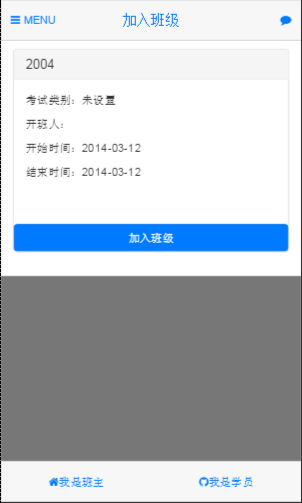 MENU 加入班级
2004
考试类别：未设置
开班人：
开始时间：2014-03-12
结束时间：2014-03-12
加入班级
我是班主 我是学员